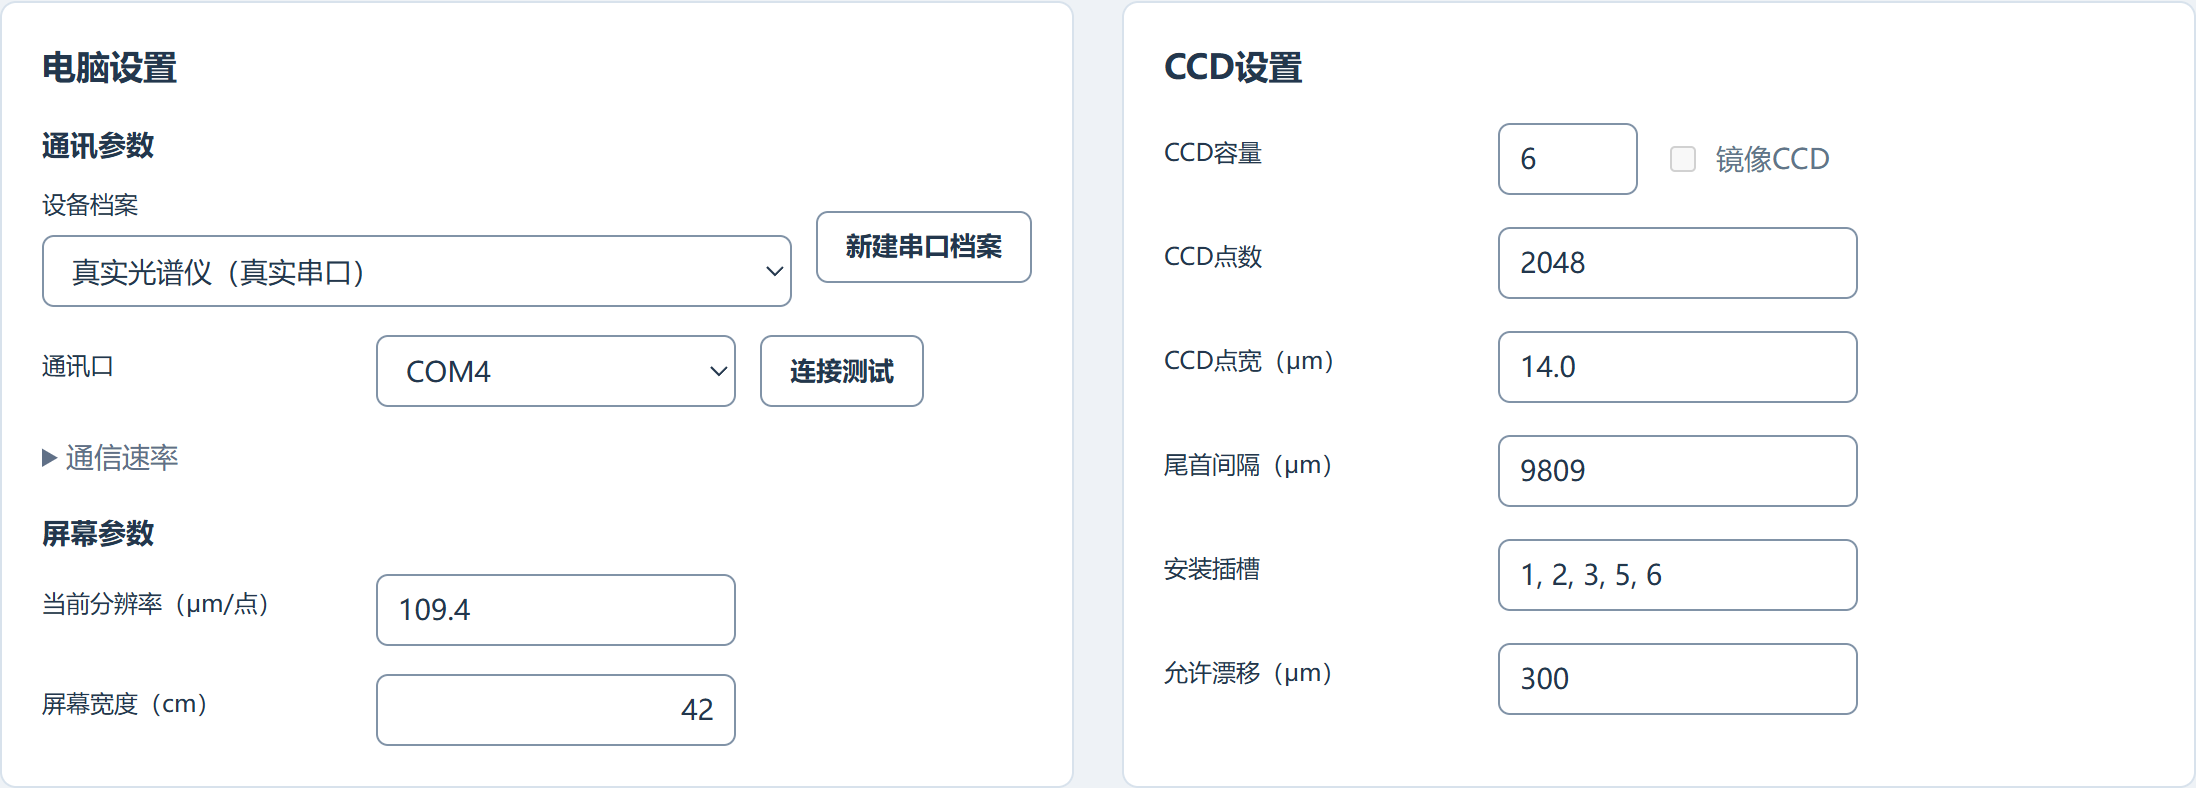 电脑设置
通讯参数
设备档案
真实光谱仪（真实串口）
新建串口档案
通讯口
COM4
连接测试
通信速率
屏幕参数
当前分辨率（μm/点）
109.4
屏幕宽度（cm）
42
CCD设置
CCD容量
6
镜像CCD
CCD点数
2048
CCD点宽（μm）
14.0
尾首间隔（μm）
9809
安装插槽
1, 2, 3, 5, 6
允许漂移（μm）
300